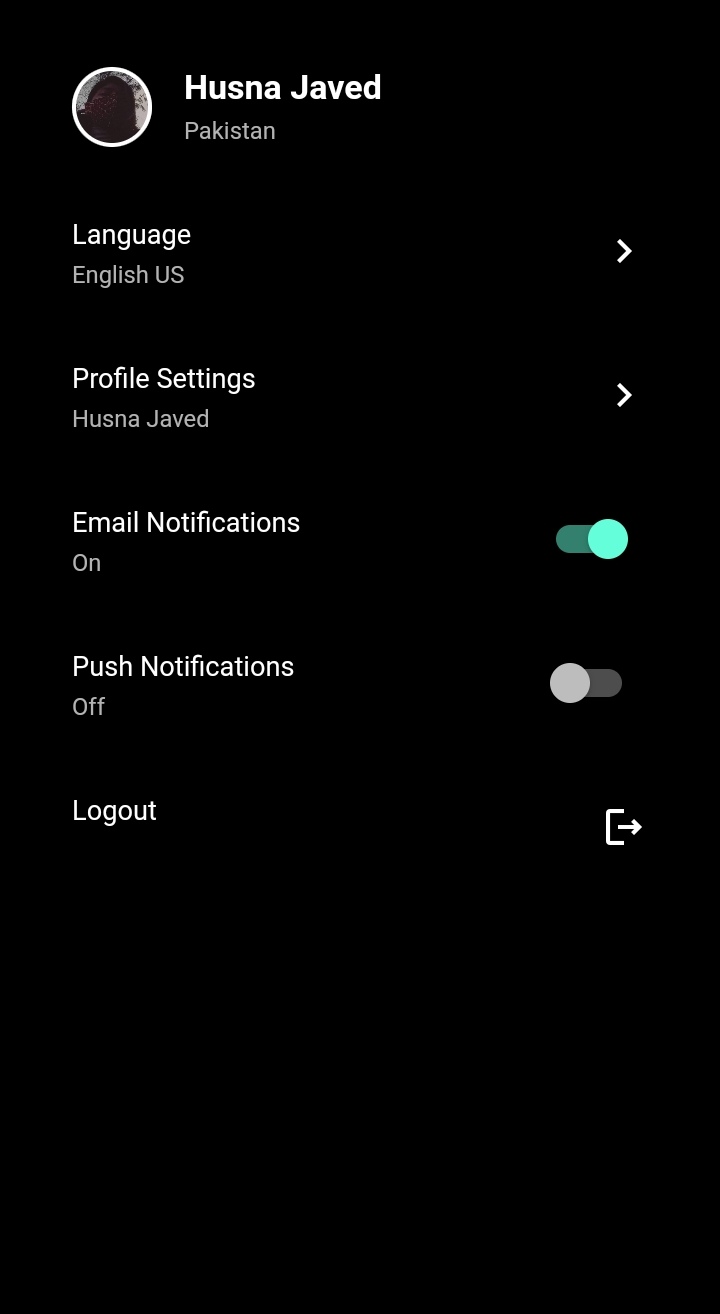 Husna Javed
Pakistan
Language
English US
Profile Settings
Husna Javed
Email Notifications
On
Push Notifications
Off
Logout